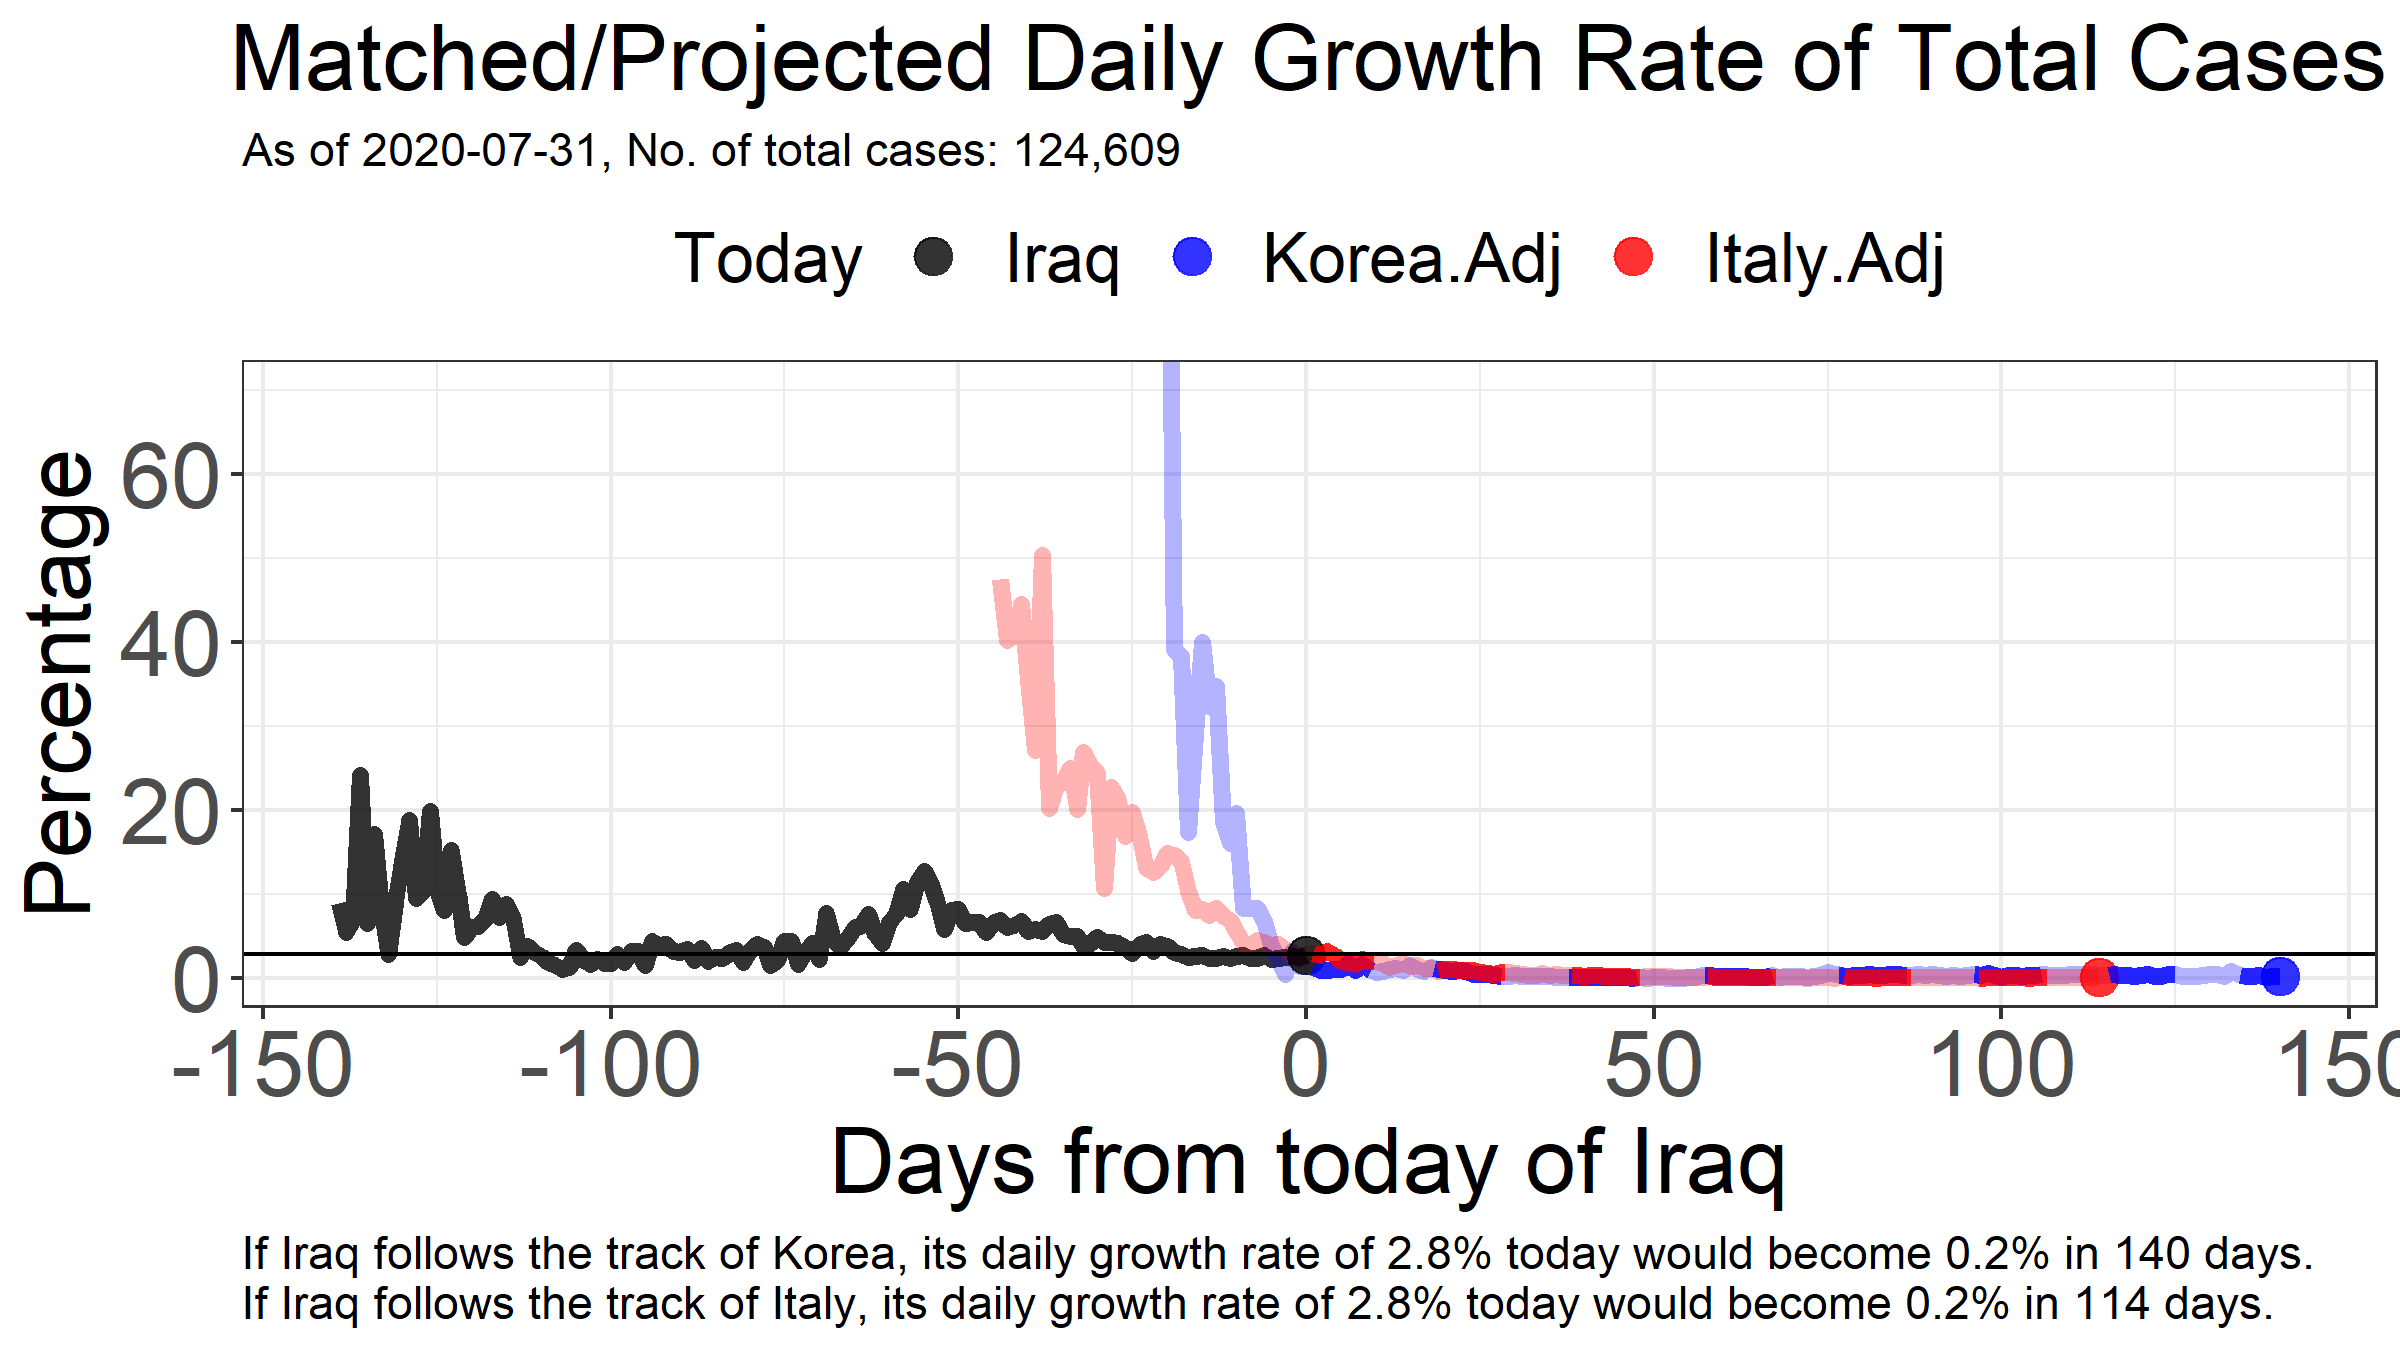 Matched/Projected Daily Growth Rate of Total Cases
As of 2020-07-31, No. of total cases: 124,609
Today Iraq Korea.Adj Italy.Adj
Percentage
60
40
20
0
-150 -100 -50 0 50 100 150
Days from today of Iraq
If Iraq follows the track of Korea, its daily growth rate of 2.8% today would become 0.2% in 140 days.
If Iraq follows the track of Italy, its daily growth rate of 2.8% today would become 0.2% in 114 days.